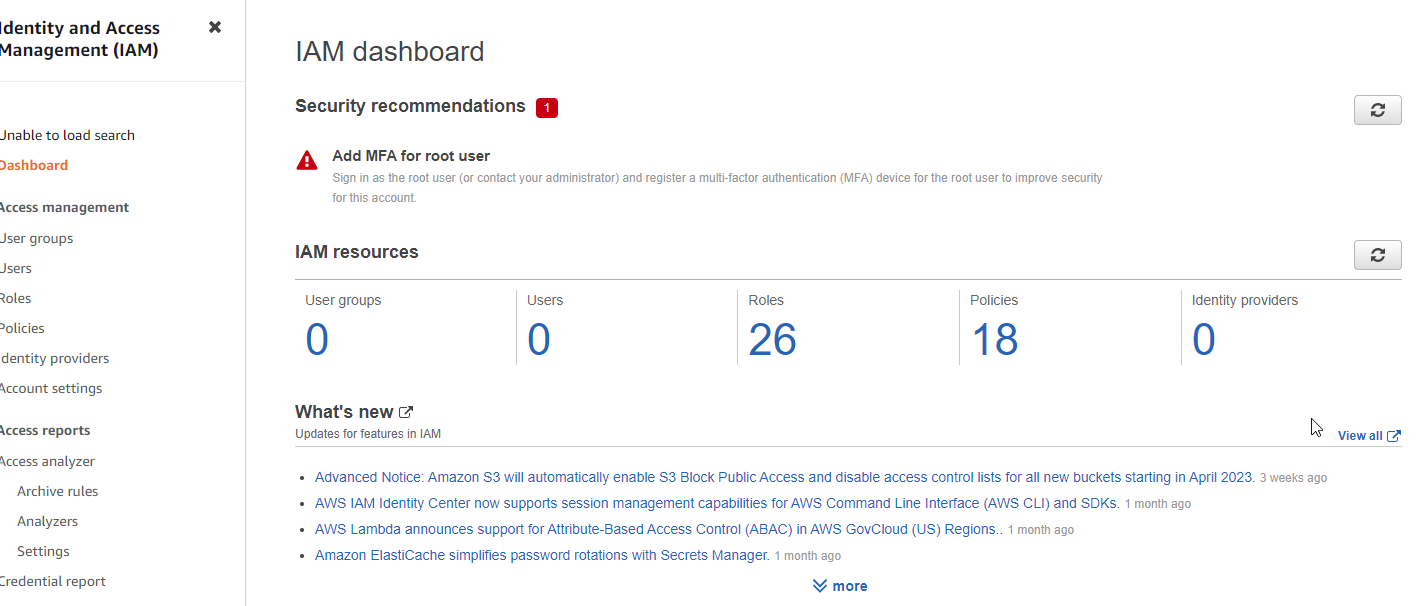 Identity and Access
Management (IAM)
Unable to load search
Dashboard
Access management
User groups
Users
Roles
Policies
Identity providers
Account settings
Access reports
Access analyzer
Archive rules
Analyzers
Settings
Credential report
IAM dashboard
Security recommendations 1
Add MFA for root user
Sign in as the root user (or contact your administrator) and register a multi-factor authentication (MFA) device for the root user to improve security
for this account.
IAM resources
User groups
0
Users
0
Roles
26
Policies
18
Identity providers
0
What's new
Updates for features in IAM
View all
Advanced Notice: Amazon S3 will automatically enable S3 Block Public Access and disable access control lists for all new buckets starting in April 2023. 3 weeks ago
AWS IAM Identity Center now supports session management capabilities for AWS Command Line Interface (AWS CLI) and SDKs. 1 month ago
AWS Lambda announces support for Attribute-Based Access Control (ABAC) in AWS GovCloud (US) Regions.. 1 month ago
Amazon ElastiCache simplifies password rotations with Secrets Manager. 1 month ago
more